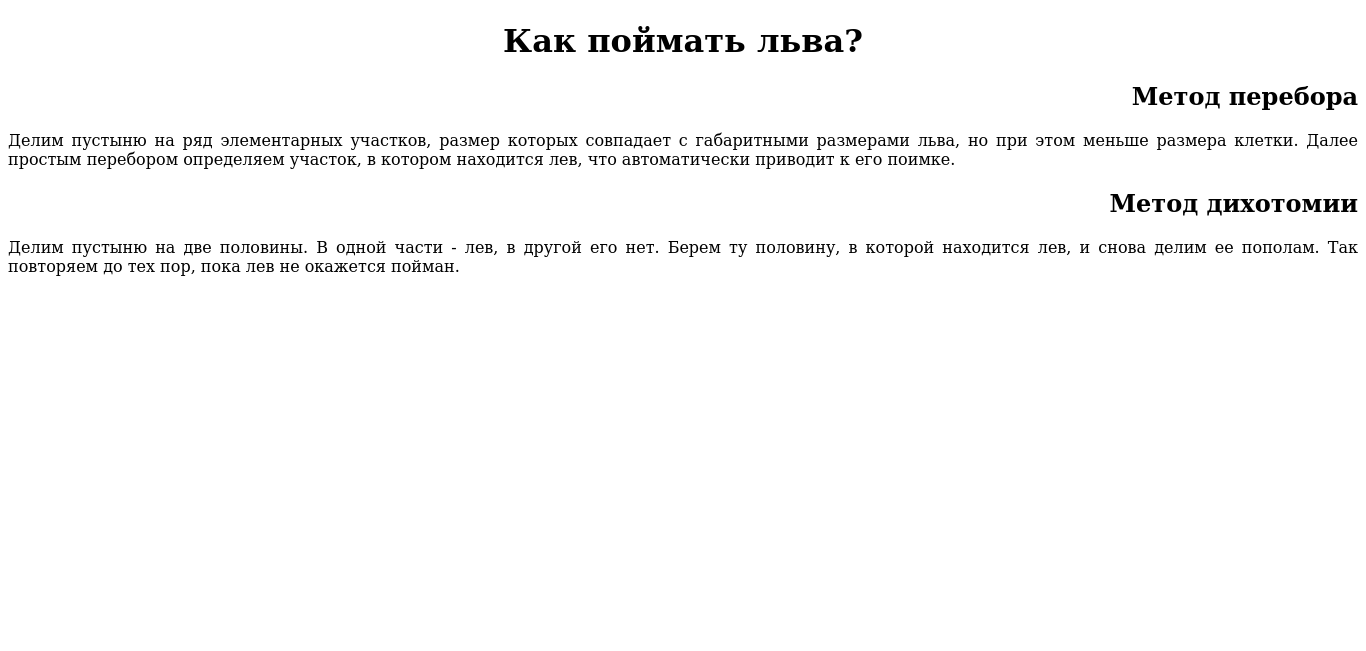 Как поймать льва?
Метод перебора
Делим пустыню на ряд элементарных участков, размер которых совпадает с габаритными размерами льва, но при этом меньше размера клетки. Далее
простым перебором определяем участок, в котором находится лев, что автоматически приводит к его поимке.
Метод дихотомии
Делим пустыню на две половины. В одной части - лев, в другой его нет. Берем ту половину, в которой находится лев, и снова делим ее пополам. Так
повторяем до тех пор, пока лев не окажется пойман.